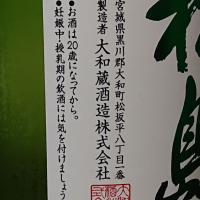 宮城県黒川郡大和町松坂平八丁目一番
製造者 大和蔵酒造株式会社
●お酒は20歳になってから。
●妊娠中・授乳期の飲酒には気を付けましょう